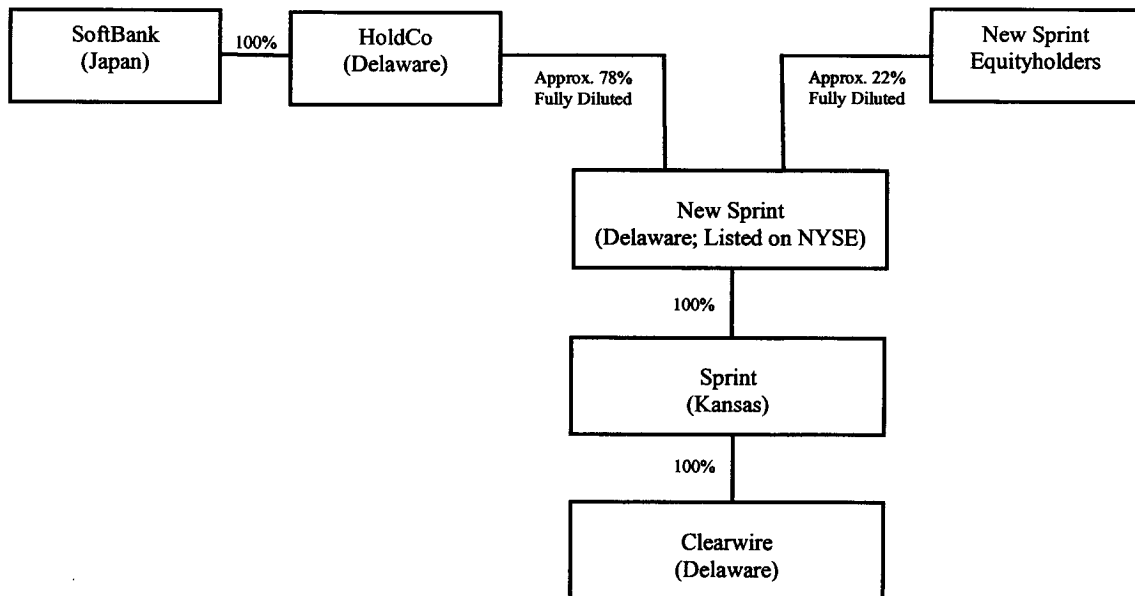 SoftBank
(Japan)
100%
HoldCo
(Delaware)
Approx. 78%
Fully Diluted
Approx. 22%
Fully Diluted
New Sprint
Equityholders
New Sprint
(Delaware; Listed on NYSE)
100%
Sprint
(Kansas)
100%
Clearwire
(Delaware)